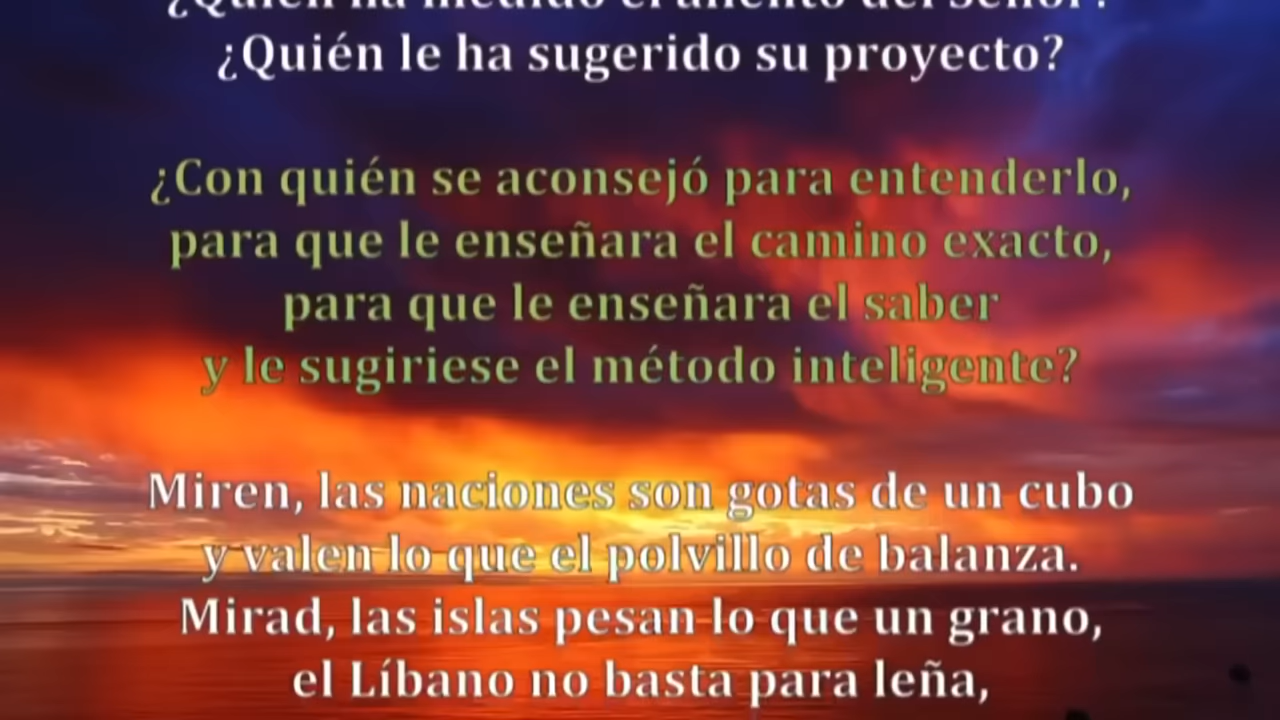 ¿Quién ha medido el aliento del Señor?
¿Quién le ha sugerido su proyecto?
¿Con quién se aconsejó para entenderlo,
para que le enseñara el camino exacto,
para que le enseñara el saber
y le sugiriese el método inteligente?
Miren, las naciones son gotas de un cubo
y valen lo que el polvillo de balanza.
Mirad, las islas pesan lo que un grano,
el Líbano no basta para leña,